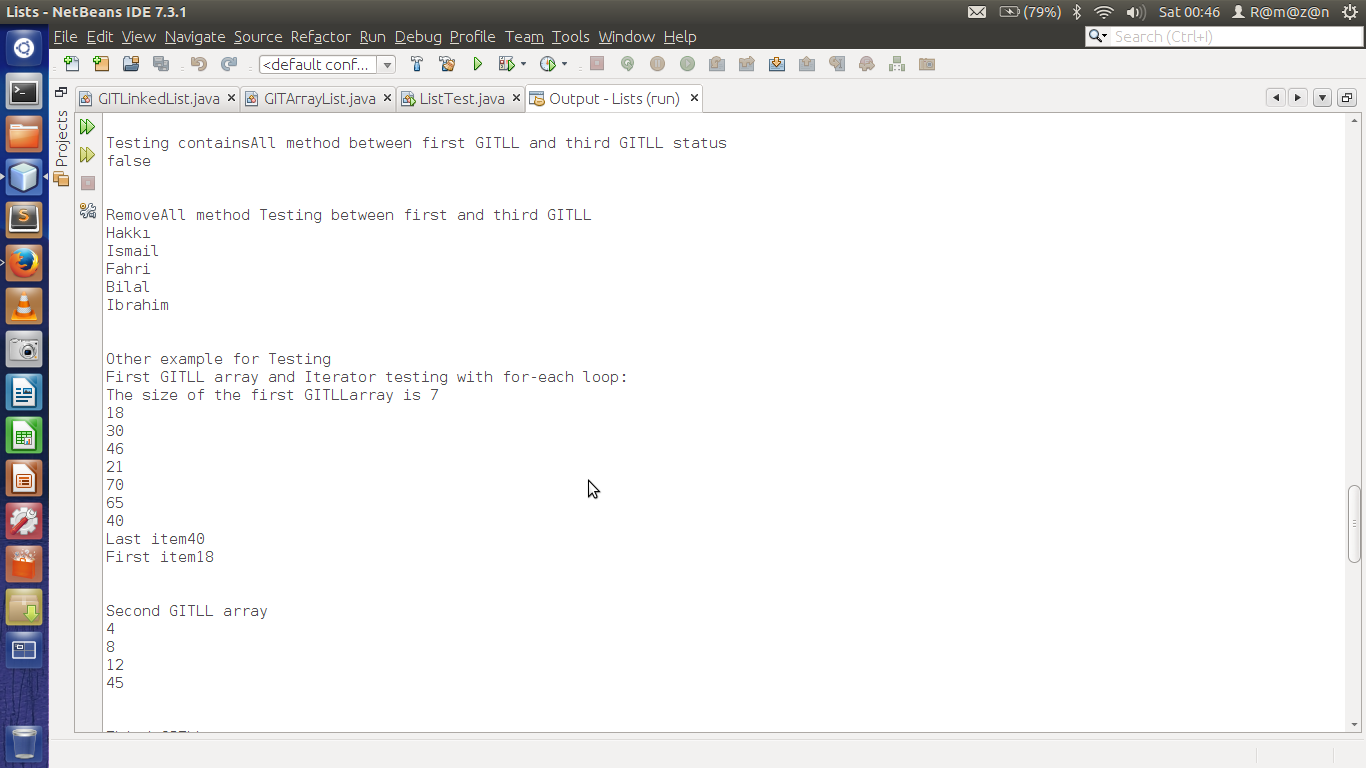 Lists - NetBeans IDE 7.3.1
(79%)
Sat 00:46
R@m@z@n
File Edit View Navigate Source Refactor Run Debug Profile Team Tools Window Help
Search (Ctrl+I)
<default conf...
GITLinkedList.java
GITArrayList.java
ListTest.java
Output - Lists (run)
Projects
Testing containsAll method between first GITLL and third GITLL status
false
RemoveAll method Testing between first and third GITLL
Hakkı
Ismail
Fahri
Bilal
Ibrahim
Other example for Testing
First GITLL array and Iterator testing with for-each loop:
The size of the first GITLLarray is 7
18
30
46
21
70
65
40
Last item40
First item18
Second GITLL array
4
8
12
45